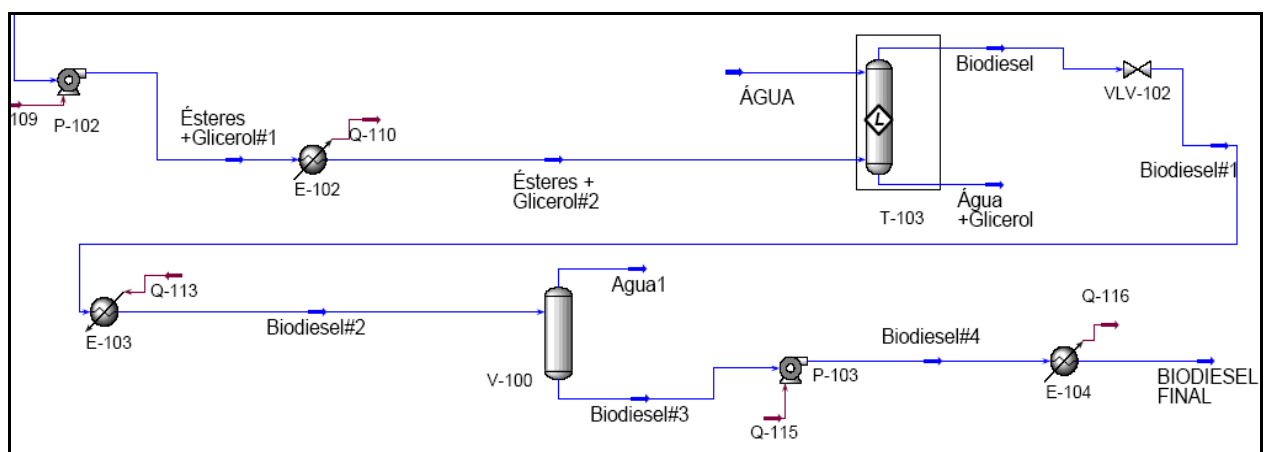 ÁGUA
Biodiesel
VLV-102
109
P-102
Ésteres
+Glicerol#1
Q-110
E-102
Ésteres +
Glicerol#2
L
Biodiesel#1
Água
+Glicerol
T-103
Q-113
E-103
Biodiesel#2
Agua1
V-100
Biodiesel#3
Q-115
P-103
Biodiesel#4
Q-116
E-104
BIODIESEL
FINAL